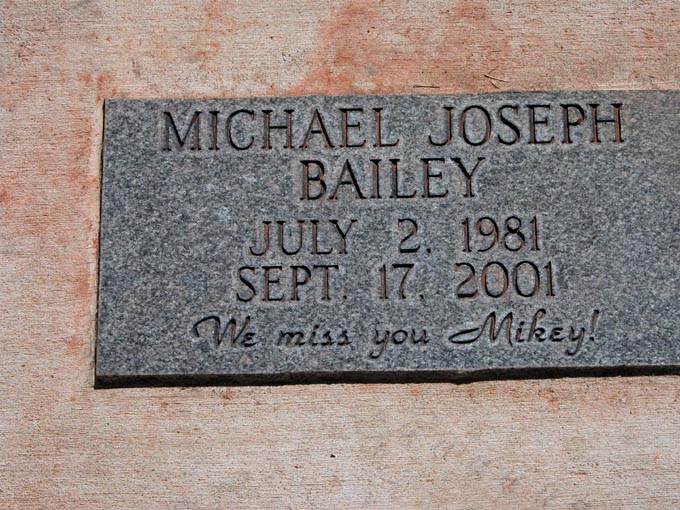 MICHAEL JOSEPH
BAILEY
JULY 2, 1981
SEPT. 17, 2001
We miss you Mikey!